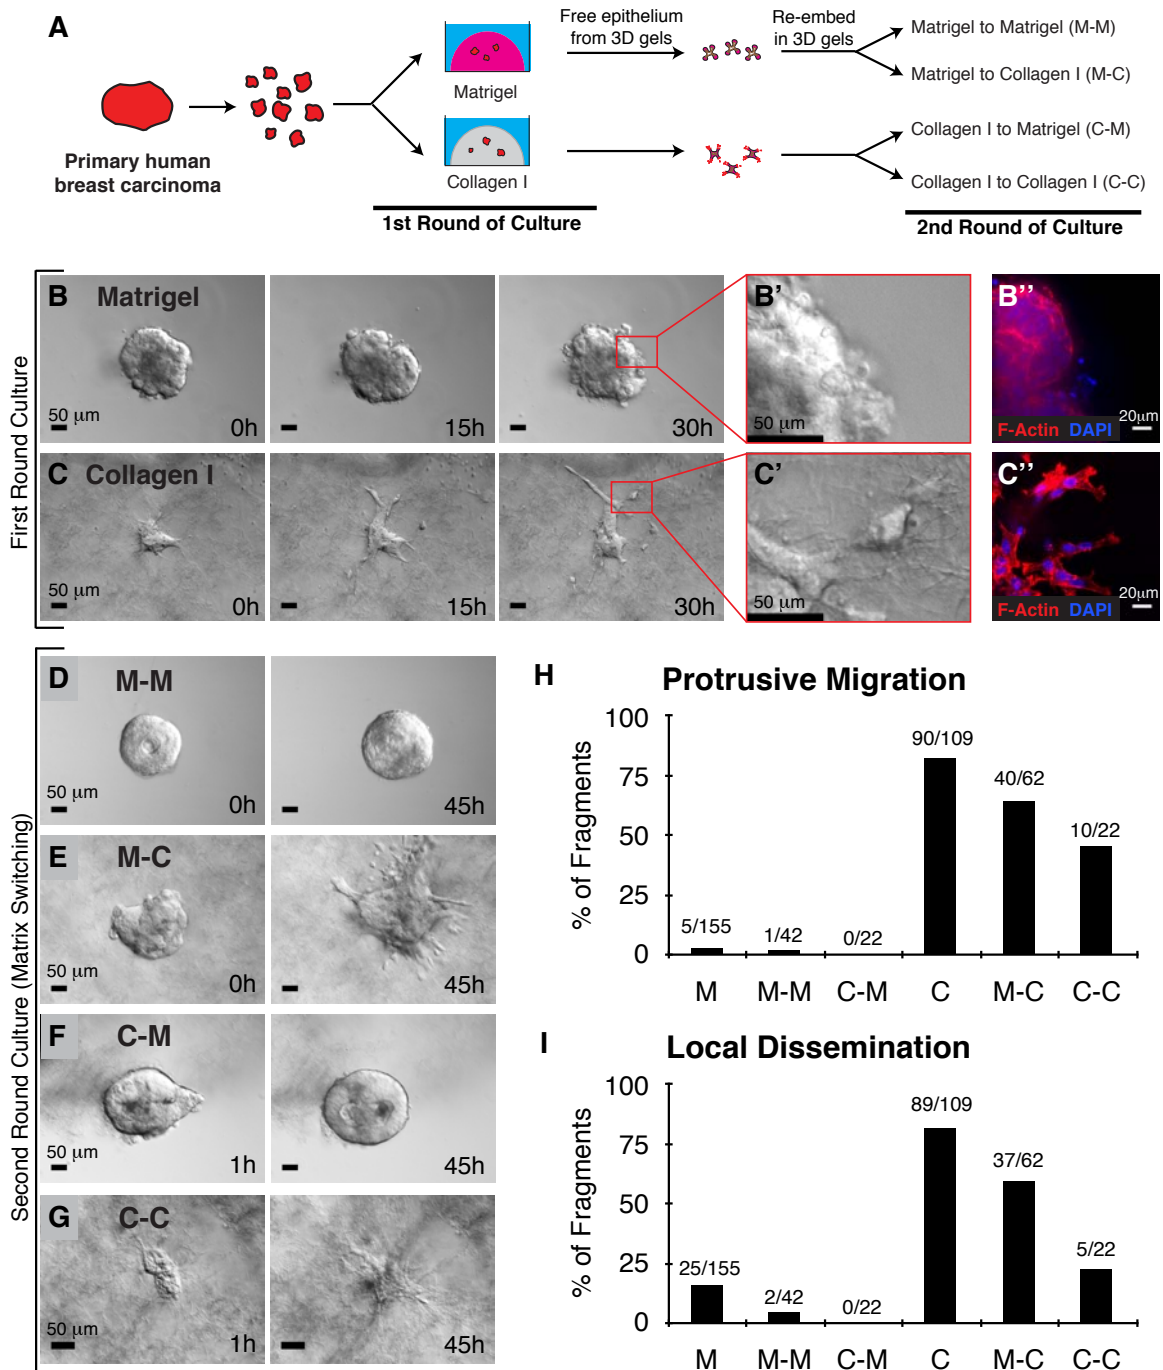 A
Primary human
breast carcinoma
Matrigel
Collagen I
1st Round of Culture
Free epithelium
from 3D gels
Re-embed
in 3D gels
Matrigel to Matrigel (M-M)
Matrigel to Collagen I (M-C)
Collagen I to Matrigel (C-M)
Collagen I to Collagen I (C-C)
2nd Round of Culture
First Round Culture
B Matrigel
50 μm
0h
15h
30h
B'
50 μm
B''
F-Actin DAPI
20μm
C Collagen I
50 μm
0h
15h
30h
C'
50 μm
C''
F-Actin DAPI
20μm
Second Round Culture (Matrix Switching)
D M-M
50 μm
0h
45h
E M-C
50 μm
0h
45h
F C-M
50 μm
1h
45h
G C-C
50 μm
1h
45h
H Protrusive Migration
% of Fragments
100
75
50
25
0
5/155
1/42
0/22
90/109
40/62
10/22
M M-M C-M C M-C C-C
I Local Dissemination
% of Fragments
100
75
50
25
0
25/155
2/42
0/22
89/109
37/62
5/22
M M-M C-M C M-C C-C